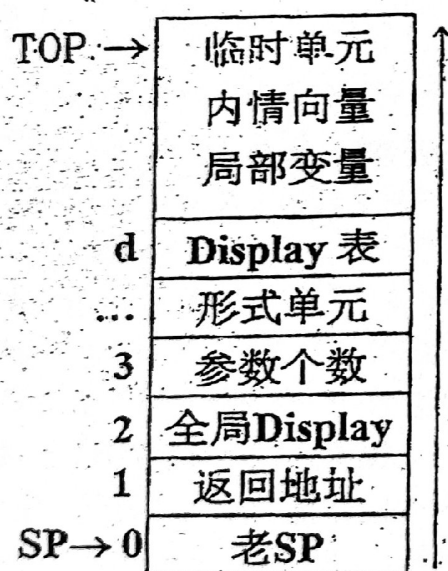 TOP → 临时单元
内情向量
局部变量
d Display 表
... 形式单元
3 参数个数
2 全局Display
1 返回地址
SP→ 0 老SP